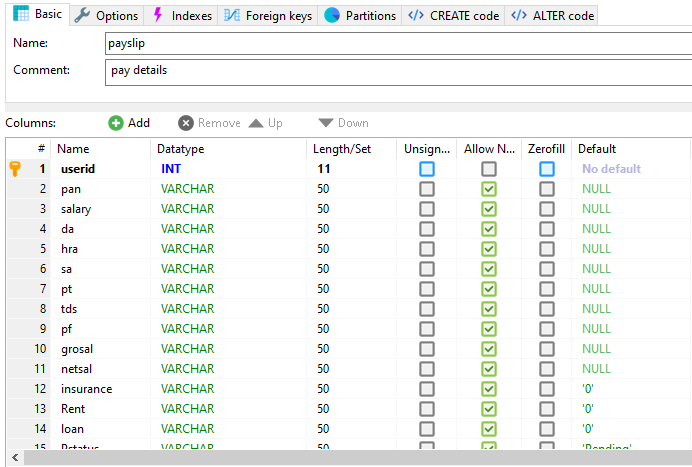 Basic Options Indexes Foreign keys Partitions </> CREATE code </> ALTER code
Name: payslip
Comment: pay details
Columns: Add Remove Up Down
# Name Datatype Length/Set Unsign... Allow N... Zerofill Default
1 userid INT 11 No default
2 pan VARCHAR 50 NULL
3 salary VARCHAR 50 NULL
4 da VARCHAR 50 NULL
5 hra VARCHAR 50 NULL
6 sa VARCHAR 50 NULL
7 pt VARCHAR 50 NULL
8 tds VARCHAR 50 NULL
9 pf VARCHAR 50 NULL
10 grosal VARCHAR 50 NULL
11 netsal VARCHAR 50 NULL
12 insurance VARCHAR 50 '0'
13 Rent VARCHAR 50 '0'
14 loan VARCHAR 50 '0'
15 Pstatus VARCHAR 50 'Pending'